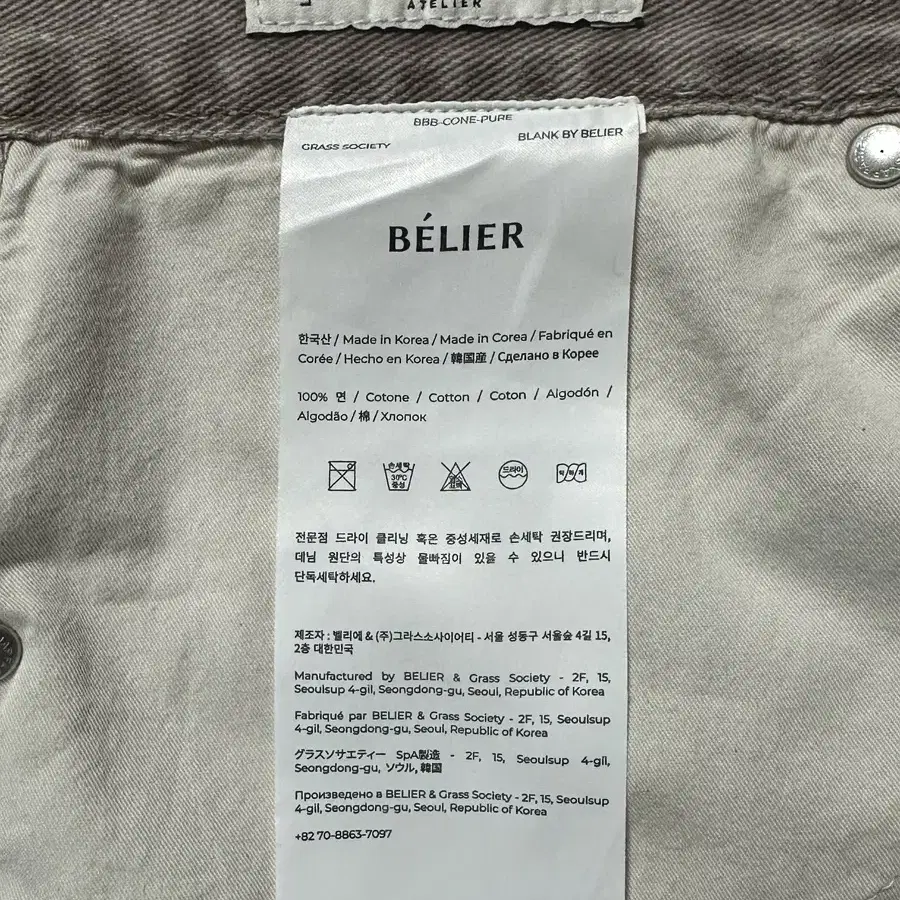 ATELIER
BBB-CONE-PURE
GRASS SOCIETY
BLANK BY BELIER
BÉLIER
한국산 / Made in Korea / Made in Corea / Fabriqué en
Corée / Hecho en Korea / 韓国産 / Сделано в Корее
100% 면 / Cotone / Cotton / Coton / Algodón /
Algodão / 棉 / Хлопок
손세탁
30℃
중성
염소
표백
드라이
약하게
전문점 드라이 클리닝 혹은 중성세재로 손세탁 권장드리며,
데님 원단의 특성상 물빠짐이 있을 수 있으니 반드시
단독세탁하세요.
제조자 : 벨리에 & (주)그라스소사이어티 - 서울 성동구 서울숲 4길 15,
2층 대한민국
Manufactured by BELIER & Grass Society - 2F, 15,
Seoulsup 4-gil, Seongdong-gu, Seoul, Republic of Korea
Fabriqué par BELIER & Grass Society - 2F, 15, Seoulsup
4-gil, Seongdong-gu, Seoul, Republic of Korea
グラスソサエティー SpA製造 - 2F, 15, Seoulsup 4-gil,
Seongdong-gu, ソウル, 韓国
Произведено в BELIER & Grass Society - 2F, 15, Seoulsup
4-gil, Seongdong-gu, Seoul, Republic of Korea
+82 70-8863-7097